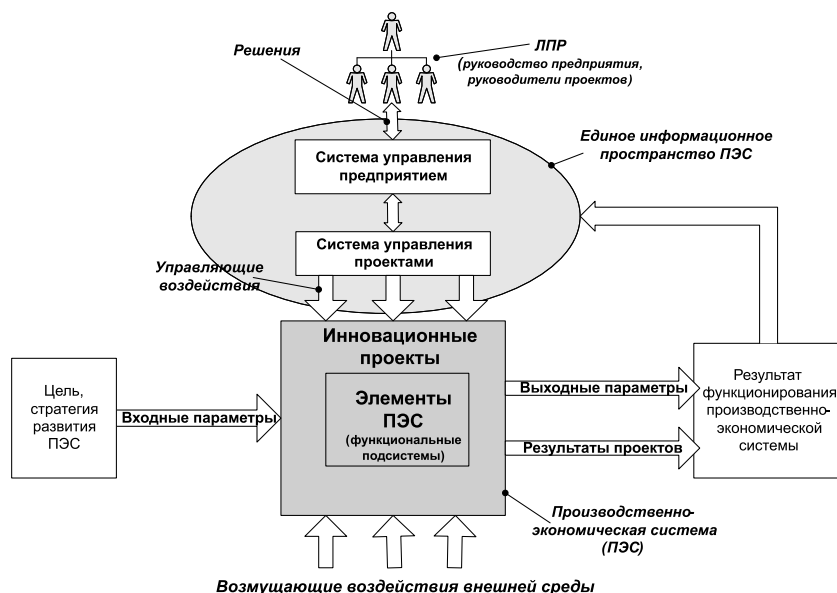 Решения
ЛПР
(руководство предприятия,
руководители проектов)
Единое информационное
пространство ПЭС
Система управления
предприятием
Система управления
проектами
Управляющие
воздействия
Инновационные
проекты
Элементы
ПЭС
(функциональные
подсистемы)
Цель,
стратегия
развития
ПЭС
Входные параметры
Выходные параметры
Результаты проектов
Результат
функционирования
производственно-
экономической
системы
Производственно-
экономическая система
(ПЭС)
Возмущающие воздействия внешней среды